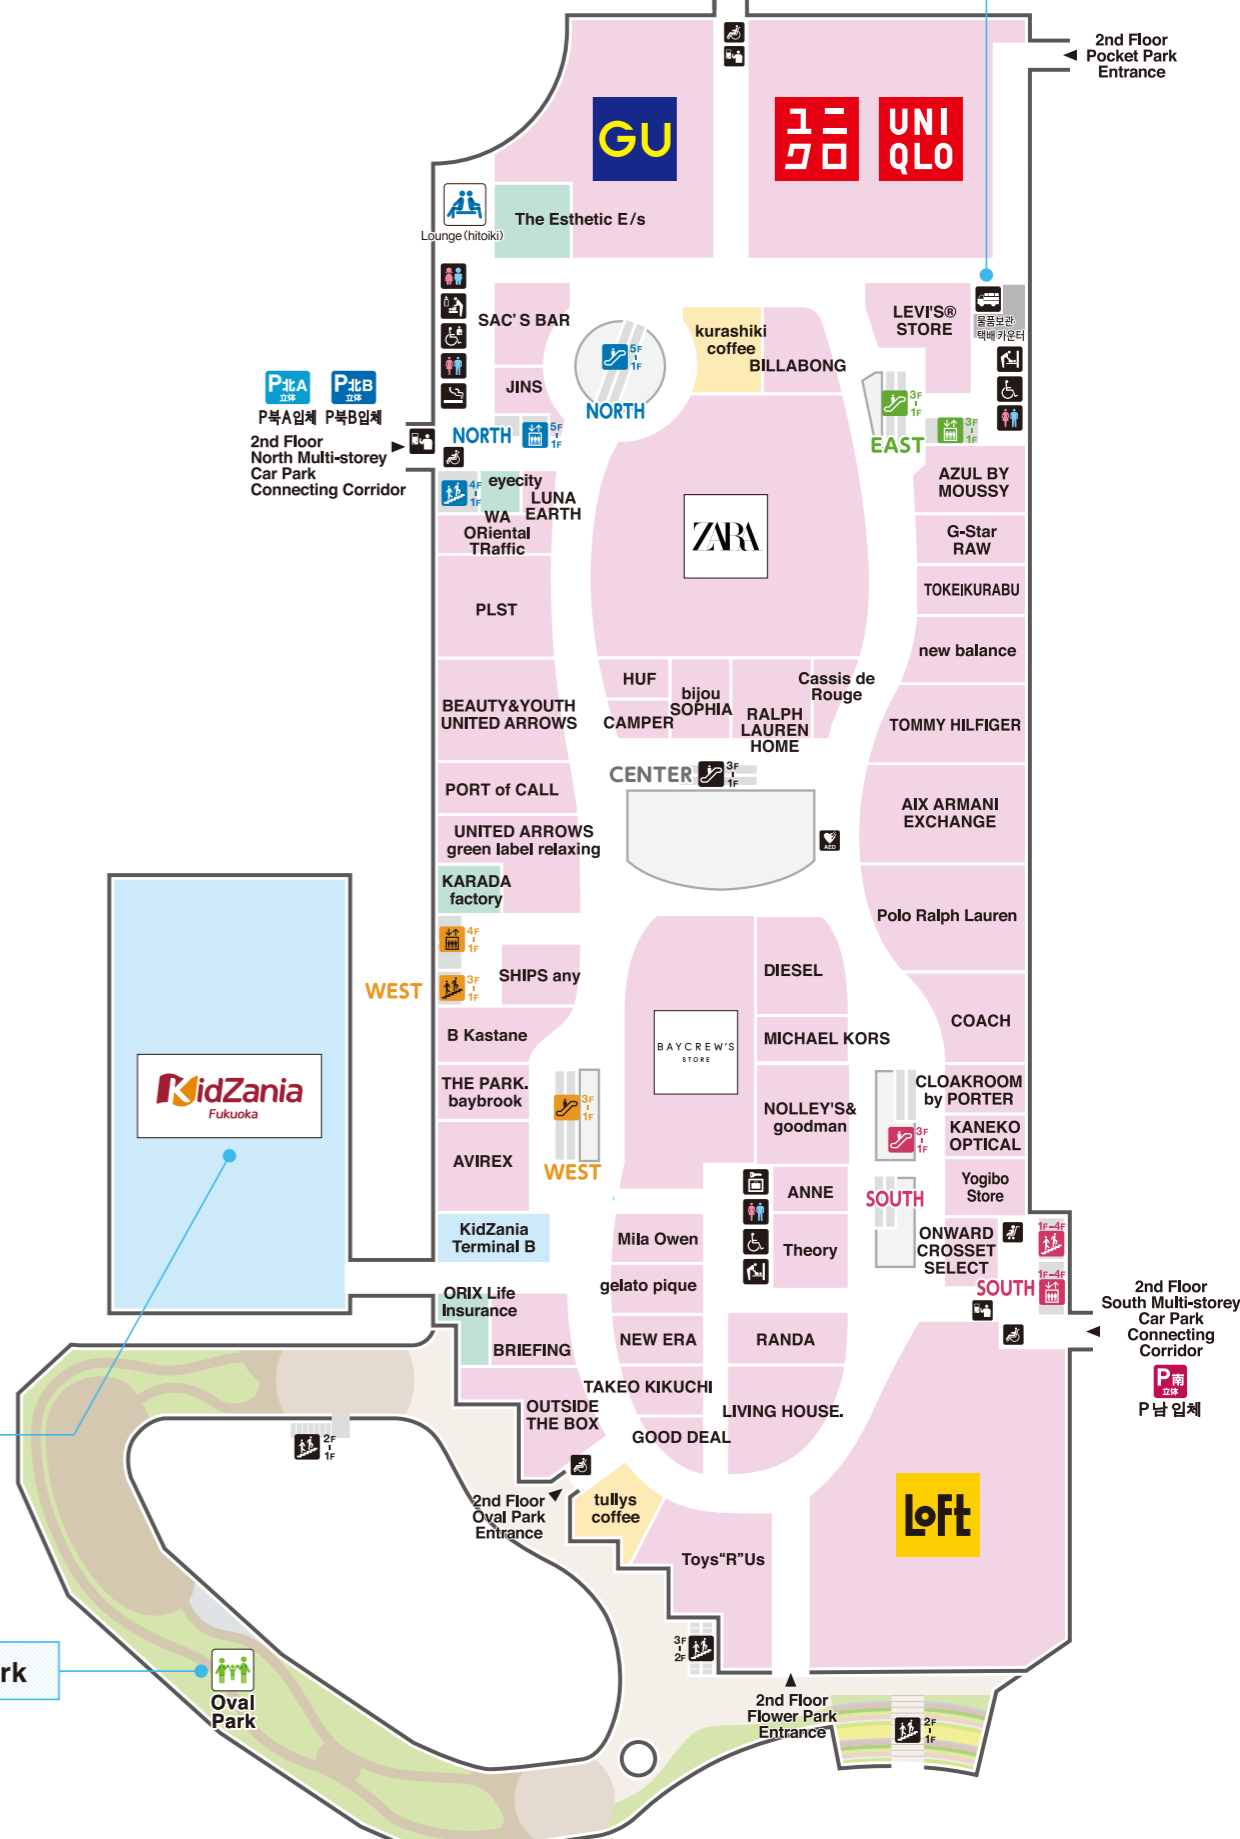 2nd Floor
Pocket Park
Entrance
GU
ユニ
クロ
UNI
QLO
The Esthetic E/s
Lounge(hitoiki)
SAC'S BAR
JINS
kurashiki
coffee
BILLABONG
LEVI'S®
STORE
물품보관·
택배 카운터
5F
1F
NORTH
3F
1F
EAST
3F
1F
P北A
立体
P北B
立体
P북A입체
P북B입체
2nd Floor
North Multi-storey
Car Park
Connecting Corridor
NORTH
5F
1F
4F
1F
eyecity
LUNA
EARTH
WA
ORiental
TRaffic
PLST
BEAUTY&YOUTH
UNITED ARROWS
PORT of CALL
UNITED ARROWS
green label relaxing
KARADA
factory
ZARA
AZUL BY
MOUSSY
G-Star
RAW
TOKEIKURABU
new balance
TOMMY HILFIGER
AIX ARMANI
EXCHANGE
Polo Ralph Lauren
COACH
HUF
CAMPER
bijou
SOPHIA
RALPH
LAUREN
HOME
Cassis de
Rouge
CENTER
3F
1F
AED
4F
1F
WEST
3F
1F
SHIPS any
B Kastane
THE PARK.
baybrook
AVIREX
KidZania
Fukuoka
KidZania
Terminal B
3F
1F
WEST
BAYCREW'S
STORE
DIESEL
MICHAEL KORS
NOLLEY'S&
goodman
ANNE
Theory
CLOAKROOM
by PORTER
KANEKO
OPTICAL
Yogibo
Store
ONWARD
CROSSET
SELECT
3F
1F
SOUTH
1F-4F
1F-4F
SOUTH
2nd Floor
South Multi-storey
Car Park
Connecting
Corridor
P南
立体
P남입체
Mila Owen
gelato pique
NEW ERA
RANDA
TAKEO KIKUCHI
GOOD DEAL
LIVING HOUSE.
ORIX Life
Insurance
BRIEFING
OUTSIDE
THE BOX
2nd Floor
Oval Park
Entrance
tullys
coffee
Toys“R”Us
LOFT
2F
1F
3F
2F
rk
Oval
Park
2nd Floor
Flower Park
Entrance
2F
1F